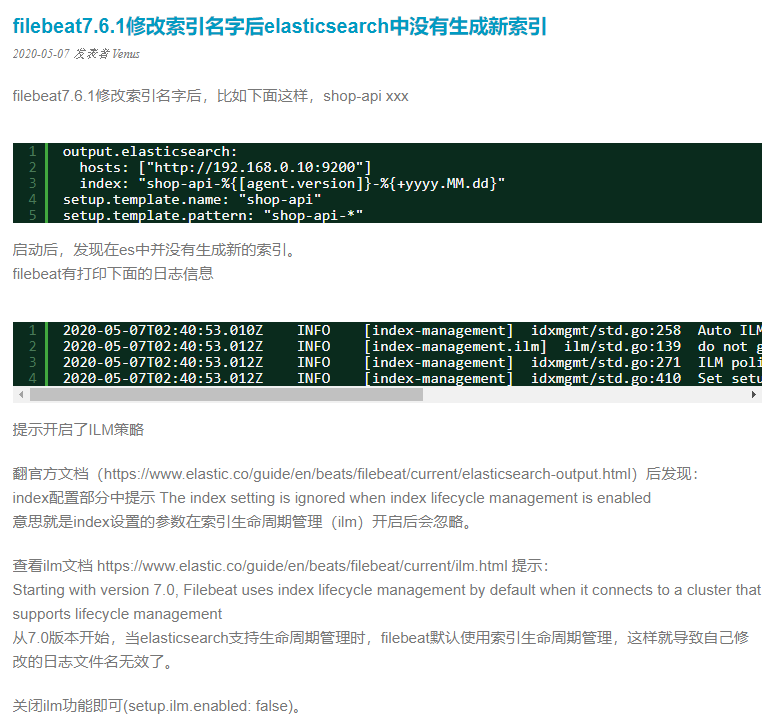 filebeat7.6.1修改索引名字后elasticsearch中没有生成新索引
2020-05-07 发表者 Venus
filebeat7.6.1修改索引名字后，比如下面这样，shop-api xxx
1 output.elasticsearch:
2 hosts: ["http://192.168.0.10:9200"]
3 index: "shop-api-%{[agent.version]}-%{+yyyy.MM.dd}"
4 setup.template.name: "shop-api"
5 setup.template.pattern: "shop-api-*"
启动后，发现在es中并没有生成新的索引。
filebeat有打印下面的日志信息
1 2020-05-07T02:40:53.010Z INFO [index-management] idxmgmt/std.go:258 Auto ILM
2 2020-05-07T02:40:53.012Z INFO [index-management.ilm] ilm/std.go:139 do not g
3 2020-05-07T02:40:53.012Z INFO [index-management] idxmgmt/std.go:271 ILM poli
4 2020-05-07T02:40:53.012Z INFO [index-management] idxmgmt/std.go:410 Set setu
提示开启了ILM策略
翻官方文档（https://www.elastic.co/guide/en/beats/filebeat/current/elasticsearch-output.html）后发现：
index配置部分中提示 The index setting is ignored when index lifecycle management is enabled
意思就是index设置的参数在索引生命周期管理（ilm）开启后会忽略。
查看ilm文档 https://www.elastic.co/guide/en/beats/filebeat/current/ilm.html 提示：
Starting with version 7.0, Filebeat uses index lifecycle management by default when it connects to a cluster that
supports lifecycle management
从7.0版本开始，当elasticsearch支持生命周期管理时，filebeat默认使用索引生命周期管理，这样就导致自己修
改的日志文件名无效了。
关闭ilm功能即可(setup.ilm.enabled: false)。